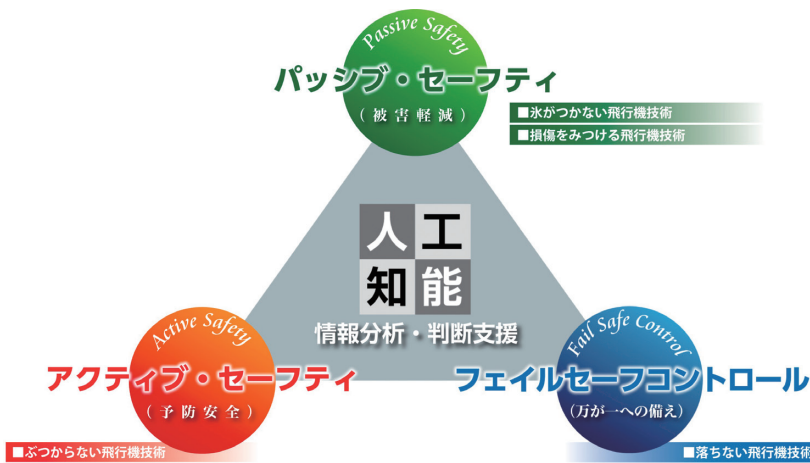 Passive Safety
パッシブ・セーフティ
(被害軽減)
■氷がつかない飛行機技術
■損傷をみつける飛行機技術
人工
知能
情報分析・判断支援
Active Safety
アクティブ・セーフティ
(予防安全)
■ぶつからない飛行機技術
Fail Safe Control
フェイルセーフコントロール
(万が一への備え)
■落ちない飛行機技術